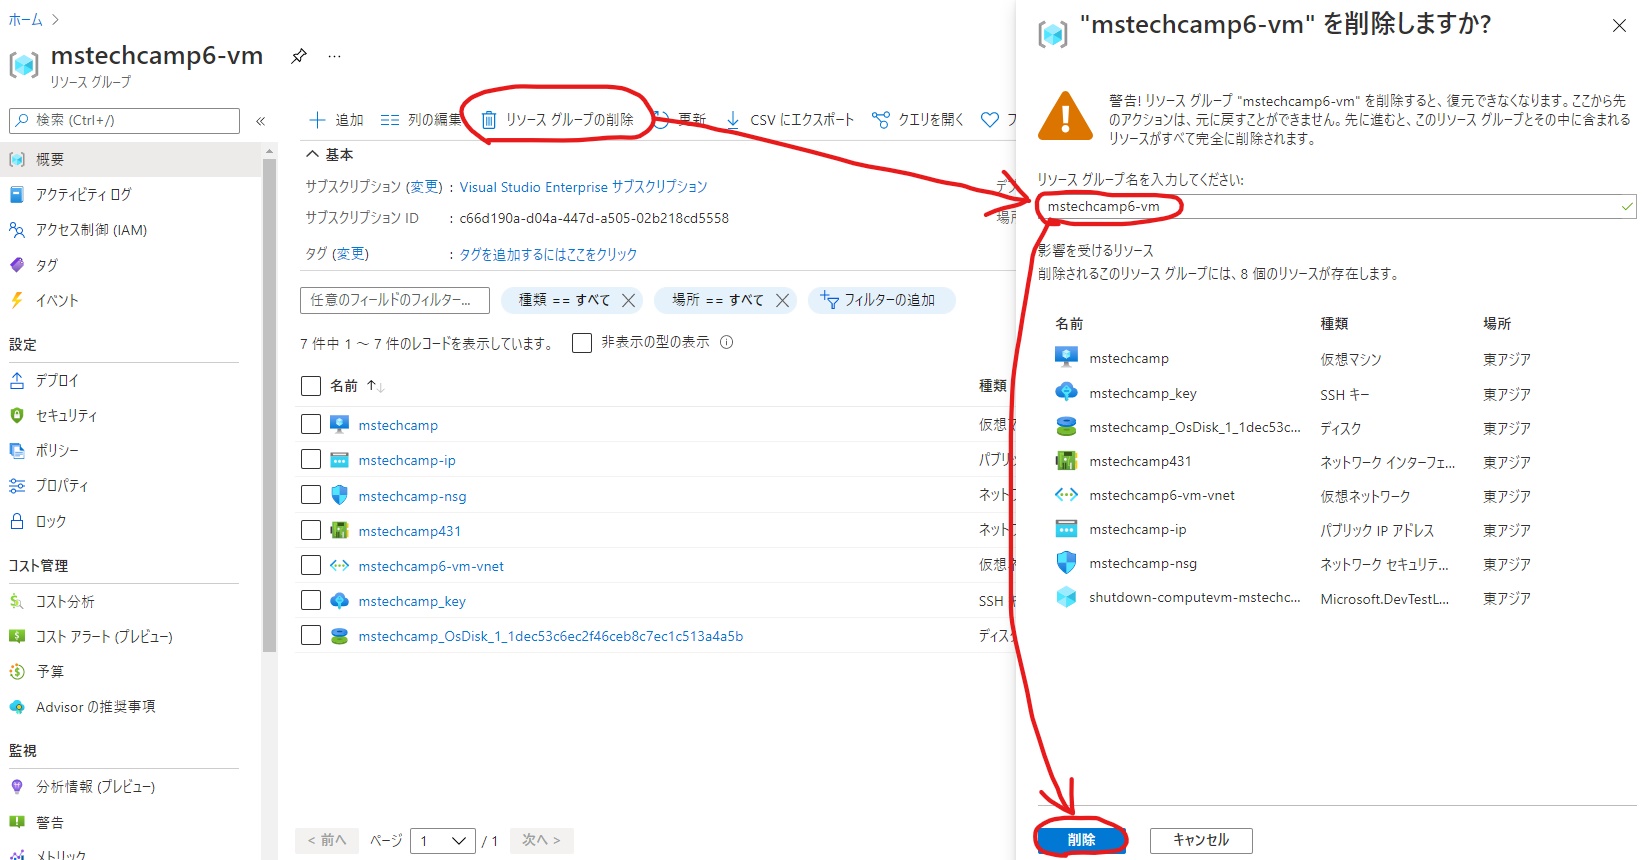 ホーム >
mstechcamp6-vm ...
リソース グループ
検索 (Ctrl+/) «
概要
アクティビティ ログ
アクセス制御 (IAM)
タグ
イベント
設定
デプロイ
セキュリティ
ポリシー
プロパティ
ロック
コスト管理
コスト分析
コスト アラート (プレビュー)
予算
Advisor の推奨事項
監視
分析情報 (プレビュー)
警告
メトリック
追加 列の編集 リソース グループの削除 更新 CSV にエクスポート クエリを開く フ
基本
サブスクリプション (変更) : Visual Studio Enterprise サブスクリプション
サブスクリプション ID : c66d190a-d04a-447d-a505-02b218cd5558
場所
タグ (変更) : タグを追加するにはここをクリック
任意のフィールドのフィルター... 種類 == すべて 場所 == すべて フィルターの追加
7 件中 1 ～ 7 件のレコードを表示しています。 非表示の型の表示
名前 ↑↓ 種類
mstechcamp 仮想マ
mstechcamp-ip パブリ
mstechcamp-nsg ネット
mstechcamp431 ネット
mstechcamp6-vm-vnet 仮想
mstechcamp_key SSH
mstechcamp_OsDisk_1_1dec53c6ec2f46ceb8c7ec1c513a4a5b ディス
< 前へ ページ 1 / 1 次へ >
"mstechcamp6-vm" を削除しますか?
警告! リソース グループ "mstechcamp6-vm" を削除すると、復元できなくなります。ここから先
のアクションは、元に戻すことができません。先に進むと、このリソース グループとその中に含まれる
リソースがすべて完全に削除されます。
リソース グループ名を入力してください:
mstechcamp6-vm
影響を受けるリソース
削除されるこのリソース グループには、8 個のリソースが存在します。
名前 種類 場所
mstechcamp 仮想マシン 東アジア
mstechcamp_key SSH キー 東アジア
mstechcamp_OsDisk_1_1dec53c... ディスク 東アジア
mstechcamp431 ネットワーク インターフェ... 東アジア
mstechcamp6-vm-vnet 仮想ネットワーク 東アジア
mstechcamp-ip パブリック IP アドレス 東アジア
mstechcamp-nsg ネットワーク セキュリテ... 東アジア
shutdown-computevm-mstechc... Microsoft.DevTestL... 東アジア
削除 キャンセル